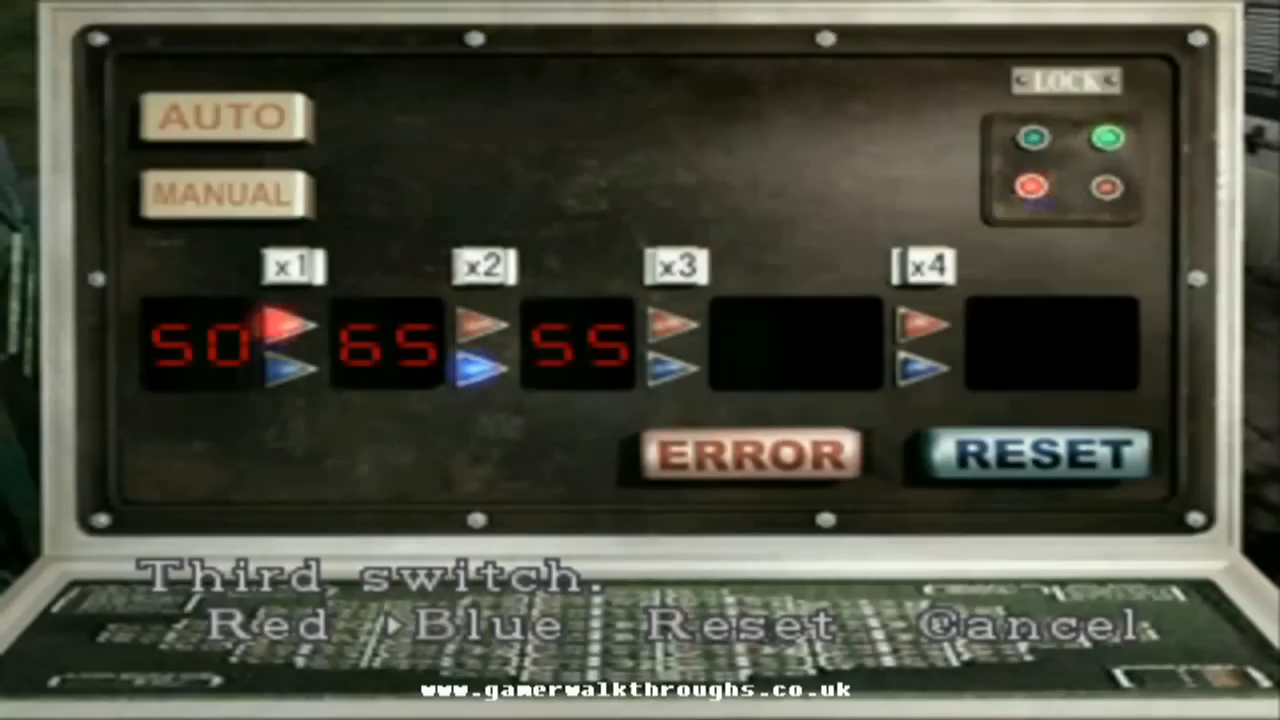 LOCK
AUTO
MANUAL
x1 x2 x3 x4
50 65 55
ERROR RESET
Third switch.
Red Blue Reset Cancel
www.gamerwalkthroughs.co.uk